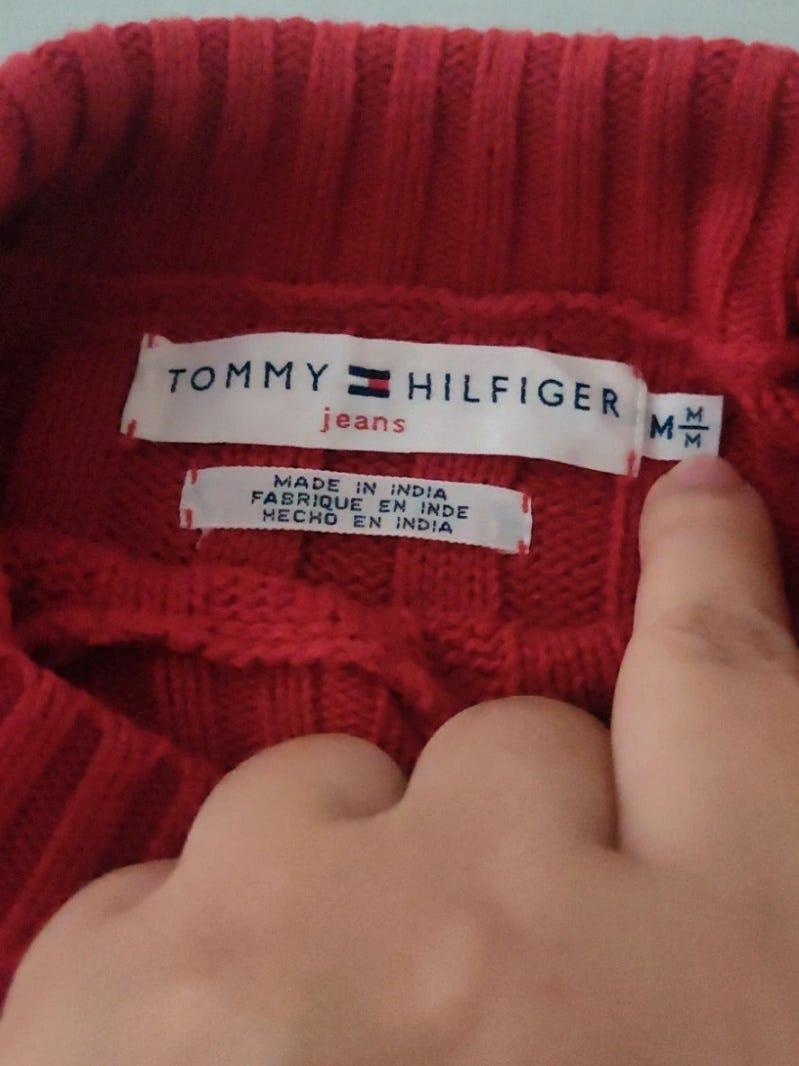 TOMMY HILFIGER
jeans
M M
M
MADE IN INDIA
FABRIQUE EN INDE
HECHO EN INDIA